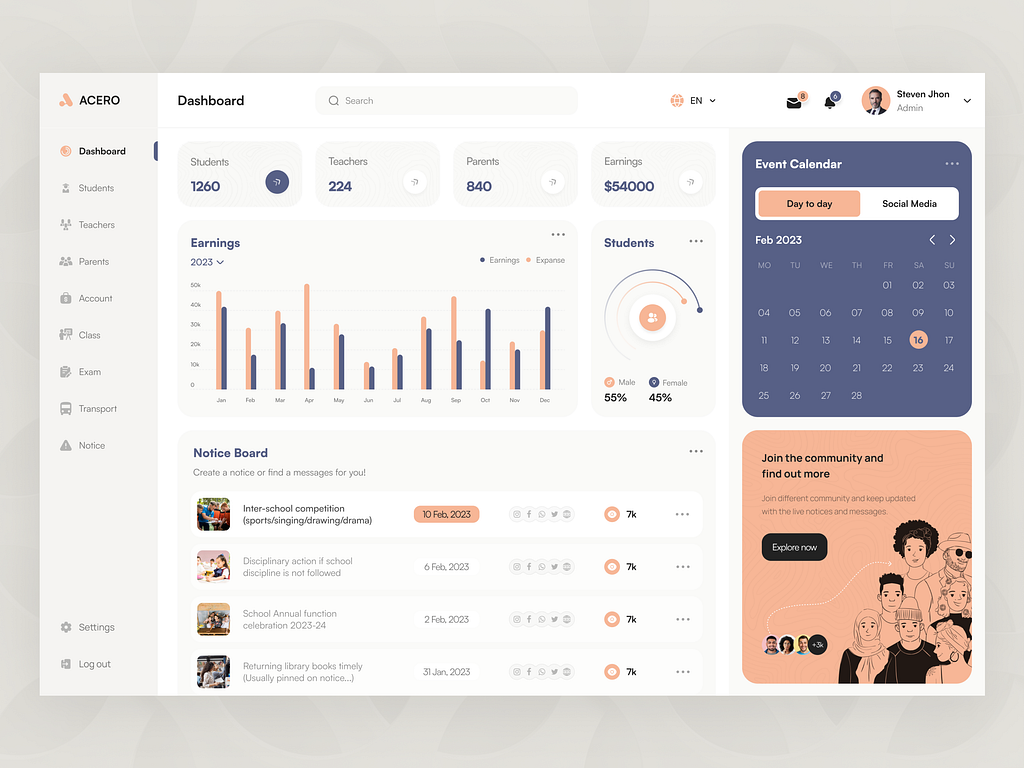 ACERO
Dashboard
Students
Teachers
Parents
Account
Class
Exam
Transport
Notice
Settings
Log out
Dashboard
Search
EN
8
6
Steven Jhon
Admin
Students
1260
Teachers
224
Parents
840
Earnings
$54000
Earnings
2023
Earnings Expanse
50k
40k
30k
20k
10k
0
Jan Feb Mar Apr May Jun Jul Aug Sep Oct Nov Dec
Students
Male Female
55% 45%
Notice Board
Create a notice or find a messages for you!
Inter-school competition
(sports/singing/drawing/drama)
10 Feb, 2023
7k
Disciplinary action if school
discipline is not followed
6 Feb, 2023
7k
School Annual function
celebration 2023-24
2 Feb, 2023
7k
Returning library books timely
(Usually pinned on notice...)
31 Jan, 2023
7k
Event Calendar
Day to day Social Media
Feb 2023
MO TU WE TH FR SA SU
01 02 03
04 05 06 07 08 09 10
11 12 13 14 15 16 17
18 19 20 21 22 23 24
25 26 27 28
Join the community and
find out more
Join different community and keep updated
with the live notices and messages.
Explore now
+3k